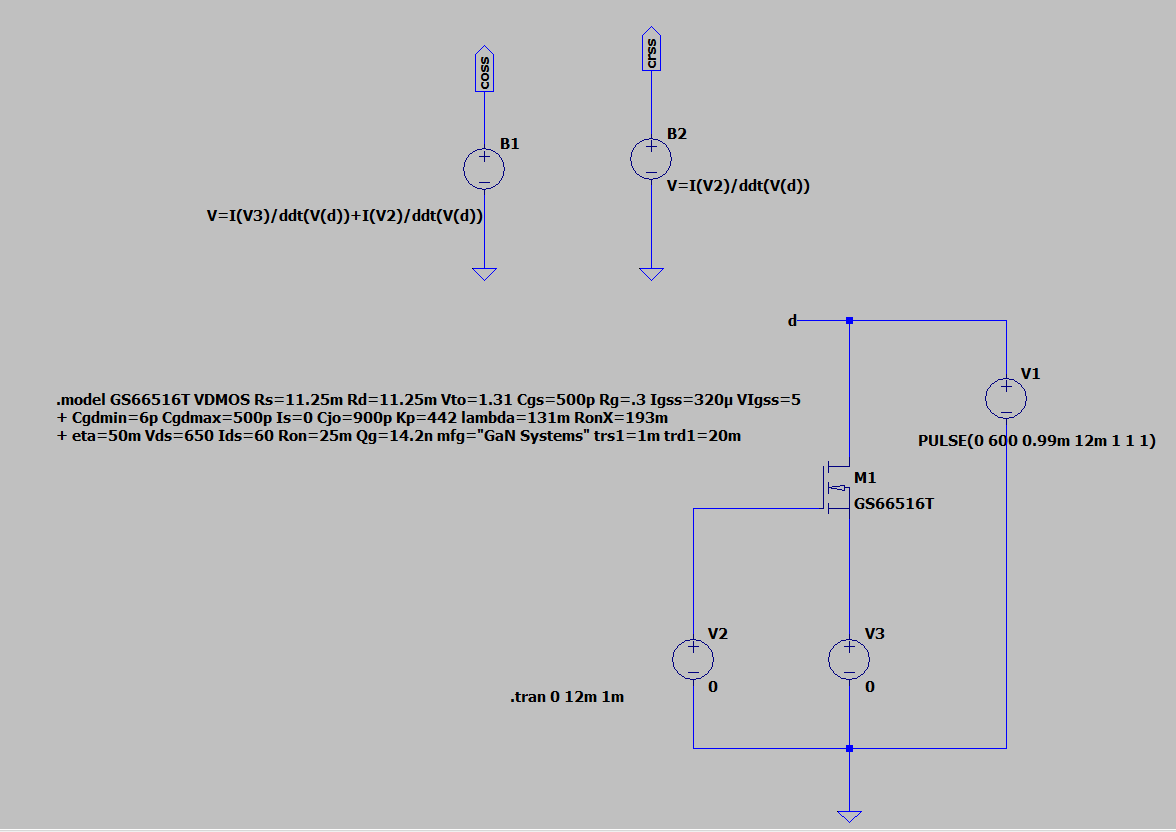 coss
crss
B1
B2
V=I(V3)/ddt(V(d))+I(V2)/ddt(V(d))
V=I(V2)/ddt(V(d))
d
V1
.model GS66516T VDMOS Rs=11.25m Rd=11.25m Vto=1.31 Cgs=500p Rg=.3 Igss=320µ VIgss=5
+ Cgdmin=6p Cgdmax=500p Is=0 Cjo=900p Kp=442 lambda=131m RonX=193m
+ eta=50m Vds=650 Ids=60 Ron=25m Qg=14.2n mfg="GaN Systems" trs1=1m trd1=20m
PULSE(0 600 0.99m 12m 1 1 1)
M1
GS66516T
V2
V3
0
0
.tran 0 12m 1m